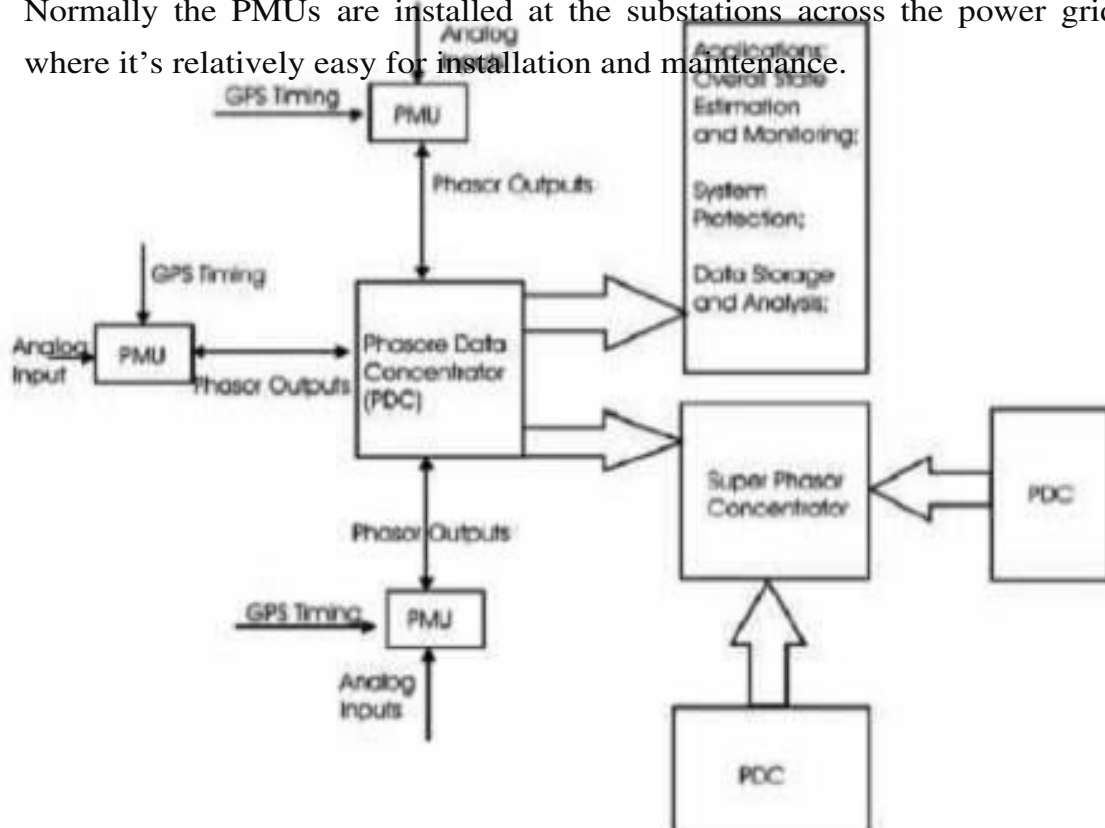 Normally the PMUs are installed at the substations across the power grid
where it's relatively easy for installation and maintenance.
Analog
Inputs
GPS Timing
PMU
Phasor Outputs
Applications:
Overall State
Estimation
and Monitoring;
System
Protection;
Data Storage
and Analysis;
GPS Timing
Analog
Input
PMU
Phasor Outputs
Phasore Data
Concentrator
(PDC)
Super Phasor
Concentrator
PDC
Phasor Outputs
GPS Timing
PMU
Analog
Inputs
PDC